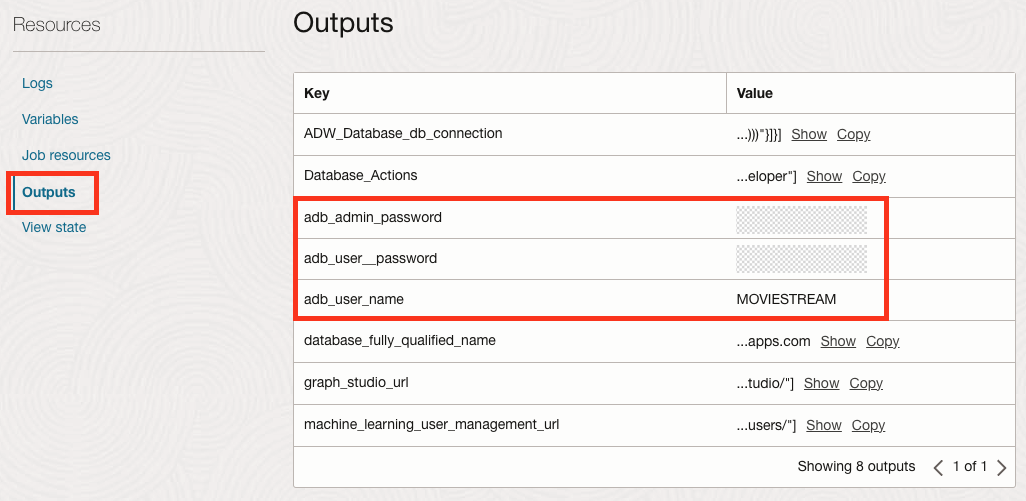 Resources
Logs
Variables
Job resources
Outputs
View state
Outputs
Key Value
ADW_Database_db_connection ...)))"}]}] Show Copy
Database_Actions ...eloper"] Show Copy
adb_admin_password
adb_user__password
adb_user_name MOVIESTREAM
database_fully_qualified_name ...apps.com Show Copy
graph_studio_url ...tudio/"] Show Copy
machine_learning_user_management_url ...users/"] Show Copy
Showing 8 outputs < 1 of 1 >